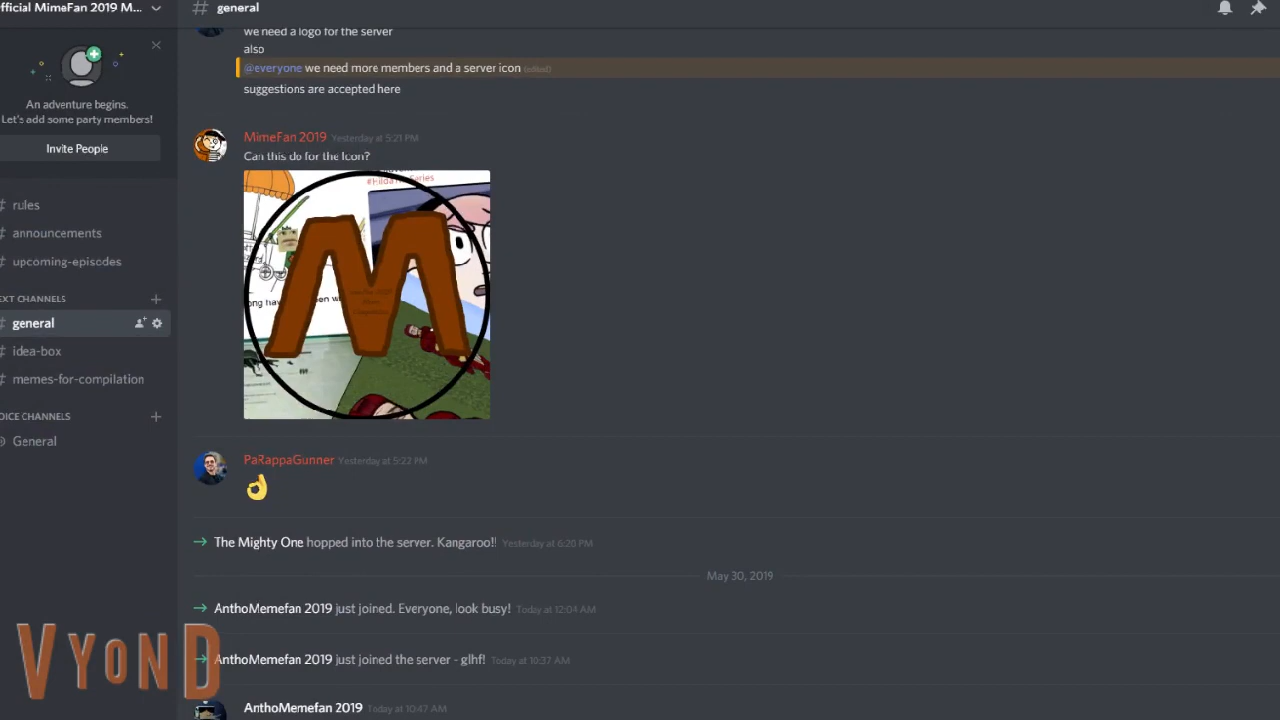 fficial MimeFan 2019 M...
# general
An adventure begins.
Let's add some party members!
Invite People
rules
announcements
upcoming-episodes
EXT CHANNELS
general
idea-box
memes-for-compilation
OICE CHANNELS
General
we need a logo for the server
also
@everyone we need more members and a server icon (edited)
suggestions are accepted here
MimeFan 2019 Yesterday at 5:21 PM
Can this do for the Icon?
#HildaTheSeries
M
PaRappaGunner Yesterday at 5:22 PM
The Mighty One hopped into the server. Kangaroo!! Yesterday at 6:20 PM
May 30, 2019
AnthoMemefan 2019 just joined. Everyone, look busy! Today at 12:04 AM
AnthoMemefan 2019 just joined the server - glhf! Today at 10:37 AM
AnthoMemefan 2019 Today at 10:47 AM
VYOND